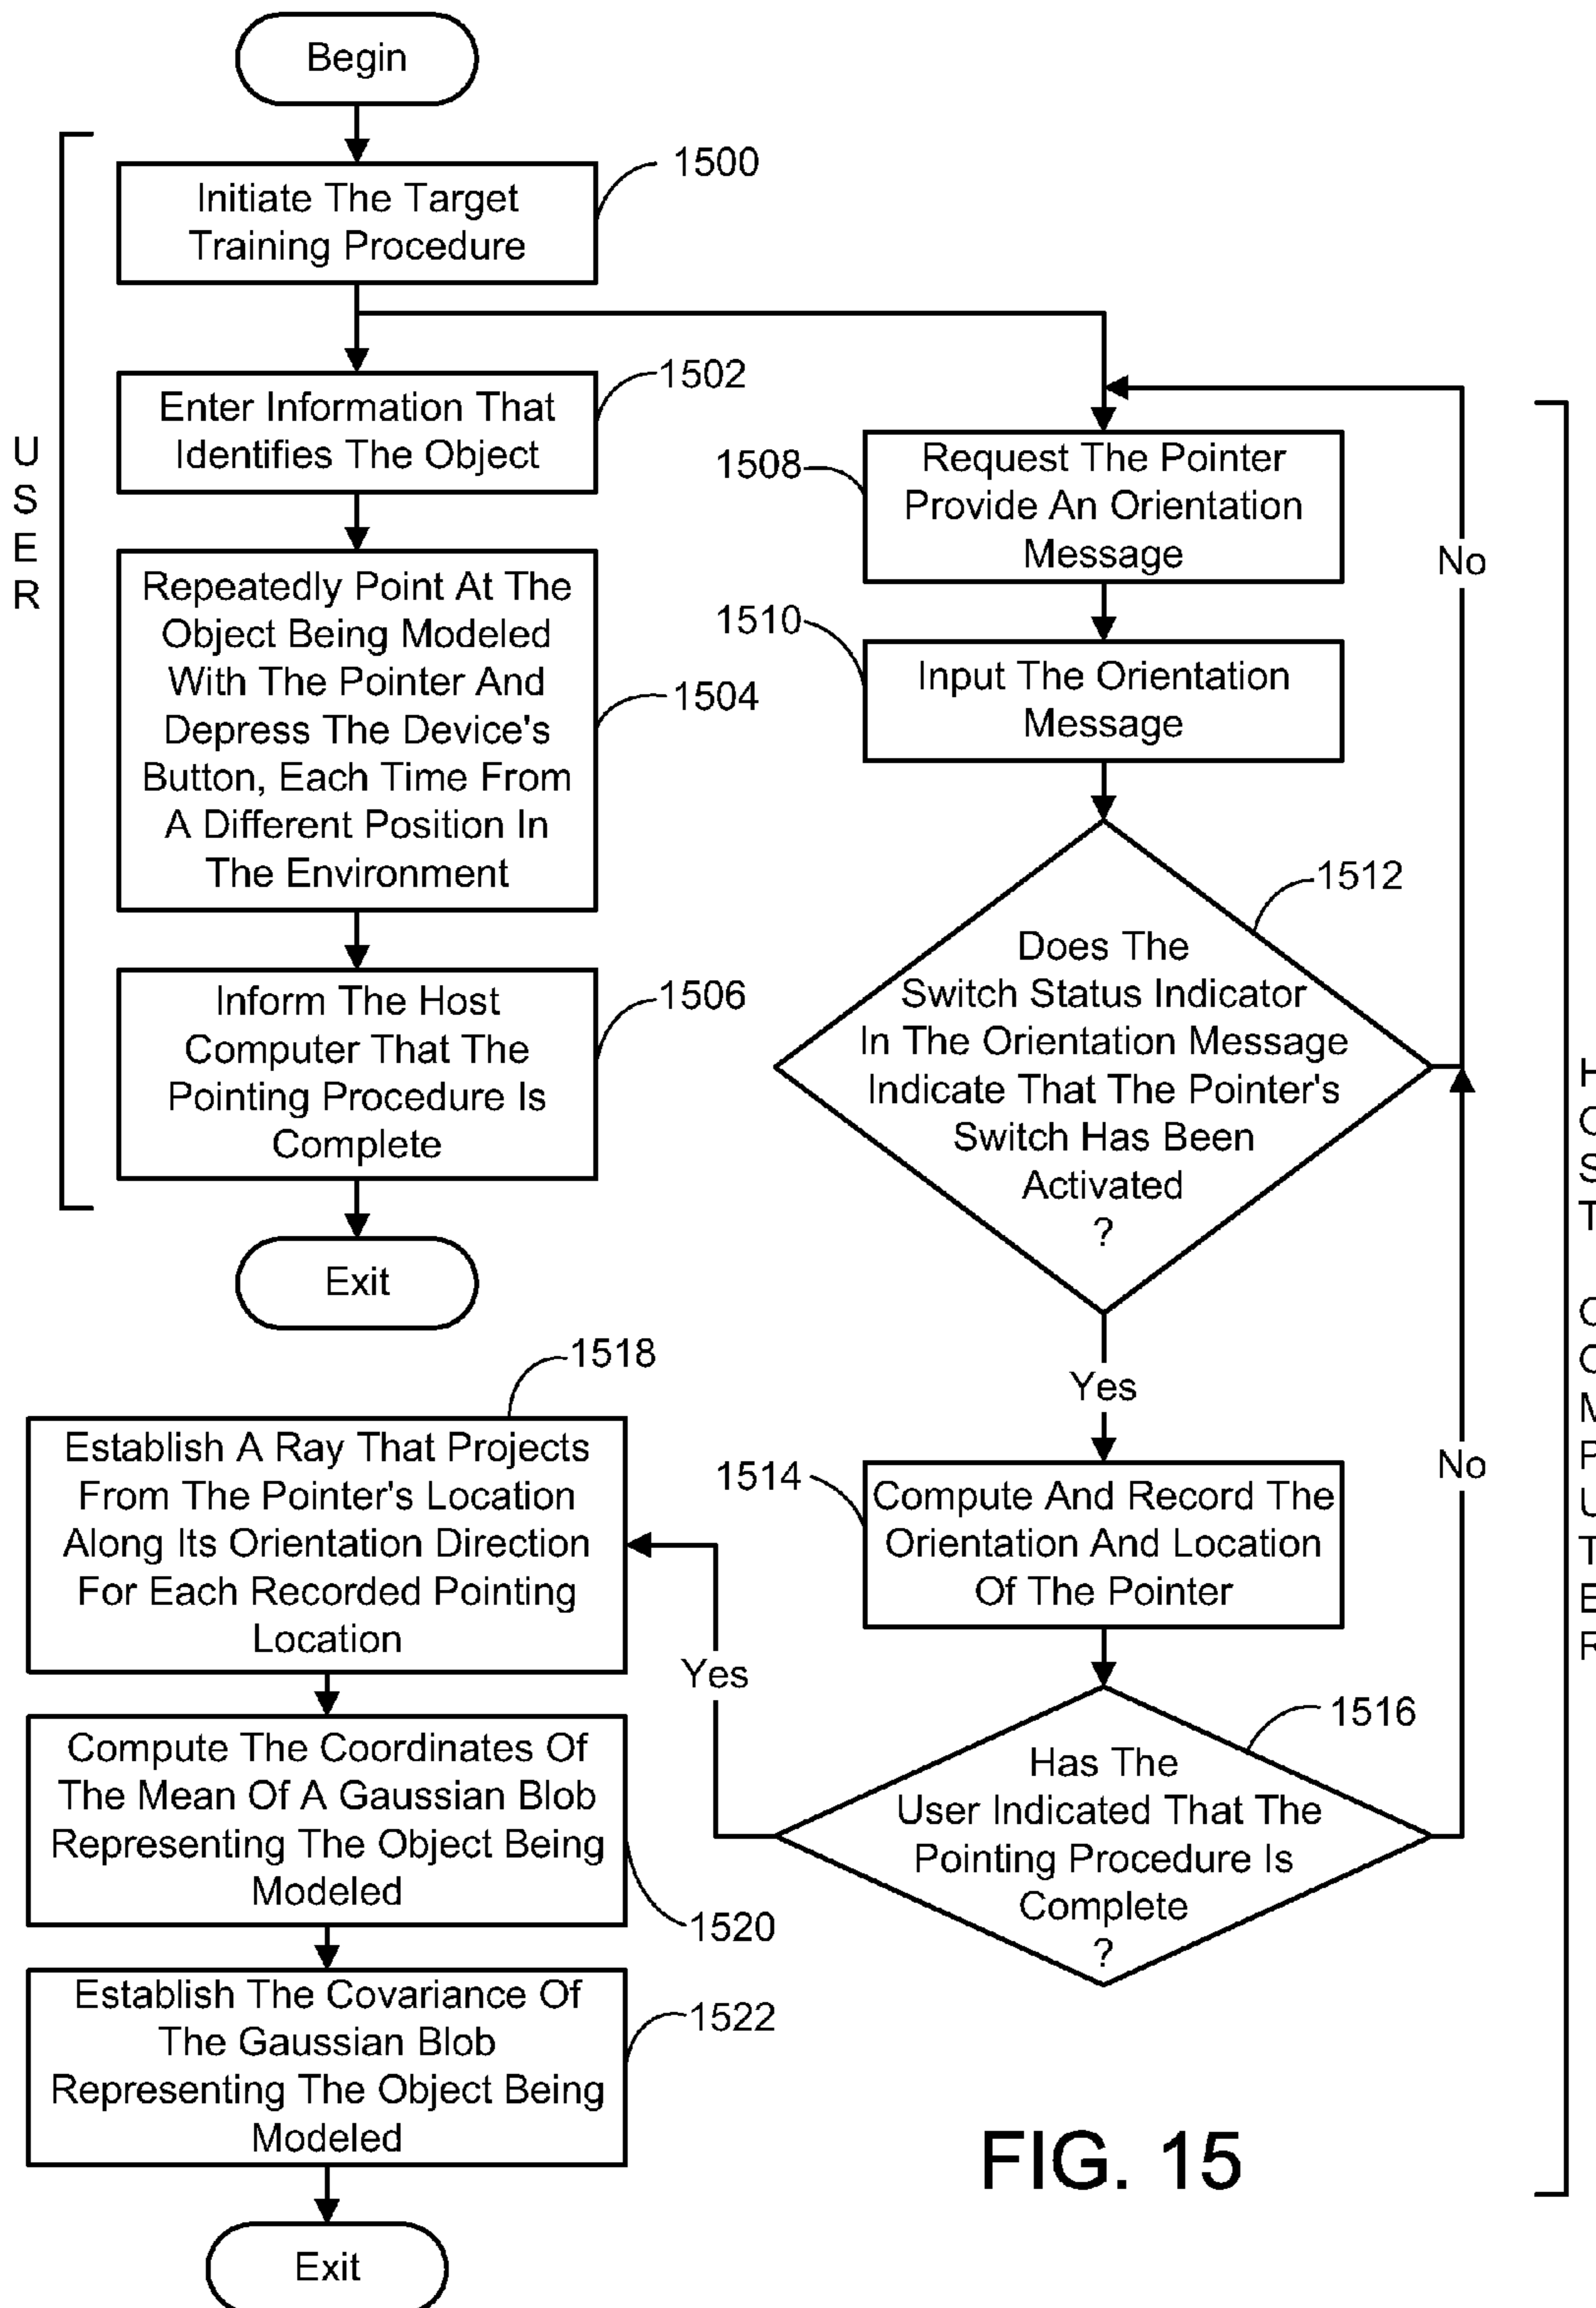 Begin
USER
1500
Initiate The Target
Training Procedure
1502
Enter Information That
Identifies The Object
1504
Repeatedly Point At The
Object Being Modeled
With The Pointer And
Depress The Device's
Button, Each Time From
A Different Position In
The Environment
1506
Inform The Host
Computer That The
Pointing Procedure Is
Complete
Exit
HOST COMPUTER
1508
Request The Pointer
Provide An Orientation
Message
1510
Input The Orientation
Message
1512
Does The
Switch Status Indicator
In The Orientation Message
Indicate That The Pointer's
Switch Has Been
Activated
?
No
Yes
1514
Compute And Record The
Orientation And Location
Of The Pointer
1516
Has The
User Indicated That The
Pointing Procedure Is
Complete
?
No
Yes
1518
Establish A Ray That Projects
From The Pointer's Location
Along Its Orientation Direction
For Each Recorded Pointing
Location
1520
Compute The Coordinates Of
The Mean Of A Gaussian Blob
Representing The Object Being
Modeled
1522
Establish The Covariance Of
The Gaussian Blob
Representing The Object Being
Modeled
Exit
FIG. 15